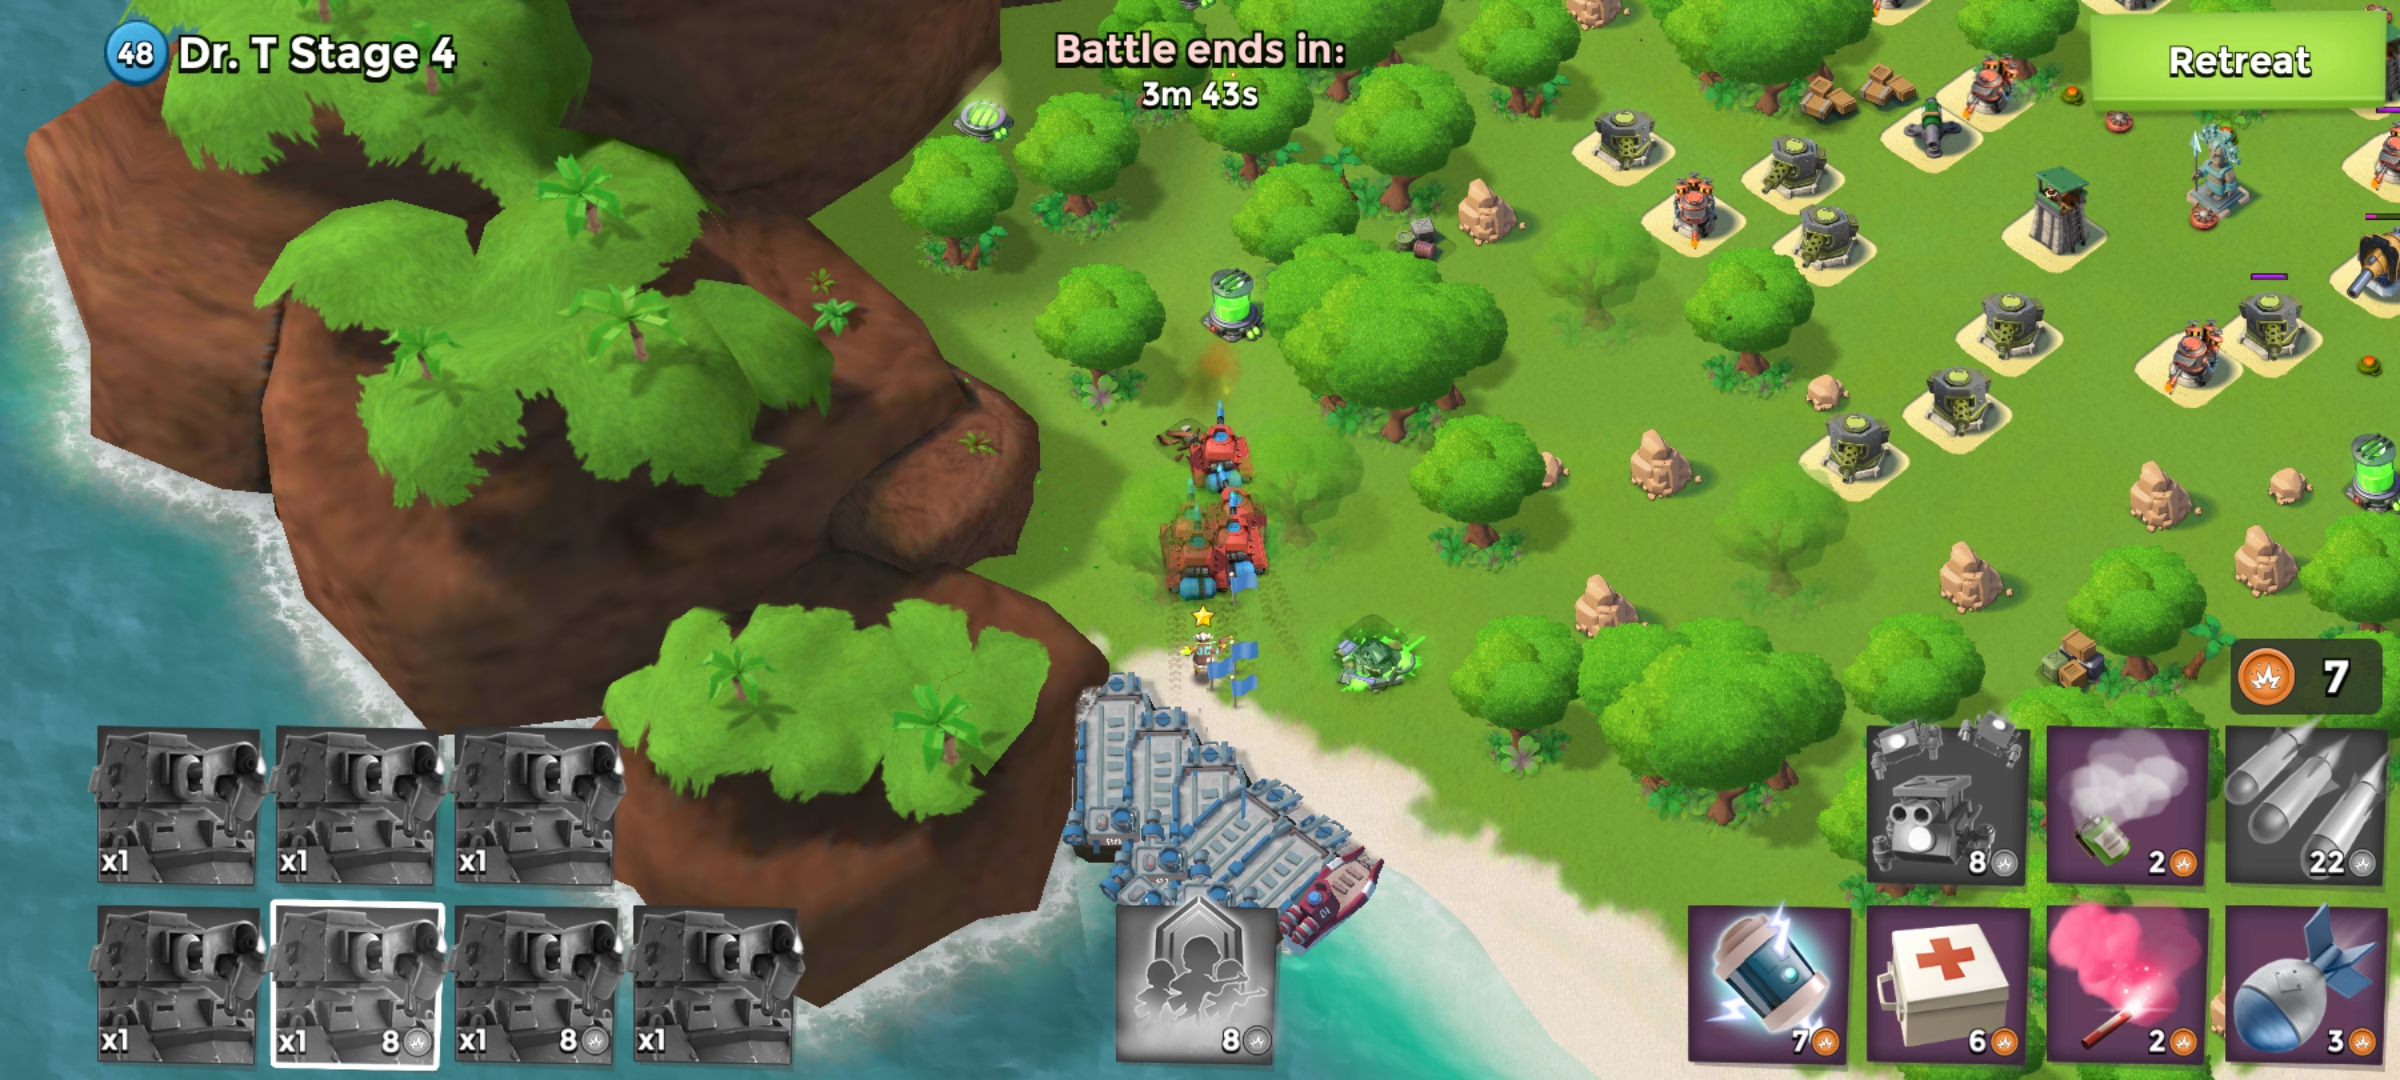 48 Dr. T Stage 4
Battle ends in:
3m 43s
Retreat
7
x1
x1
x1
8
2
22
x1
x1 8
x1 8
x1
8
7
6
2
3